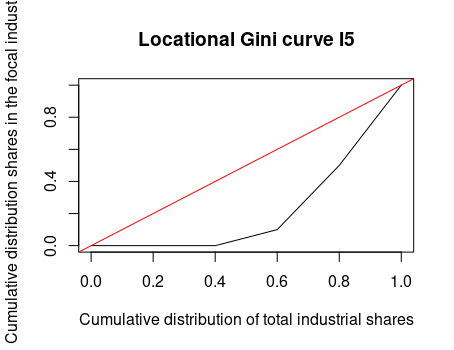 Locational Gini curve I5
Cumulative distribution shares in the focal indust
0.0 0.4 0.8
0.0 0.2 0.4 0.6 0.8 1.0
Cumulative distribution of total industrial shares